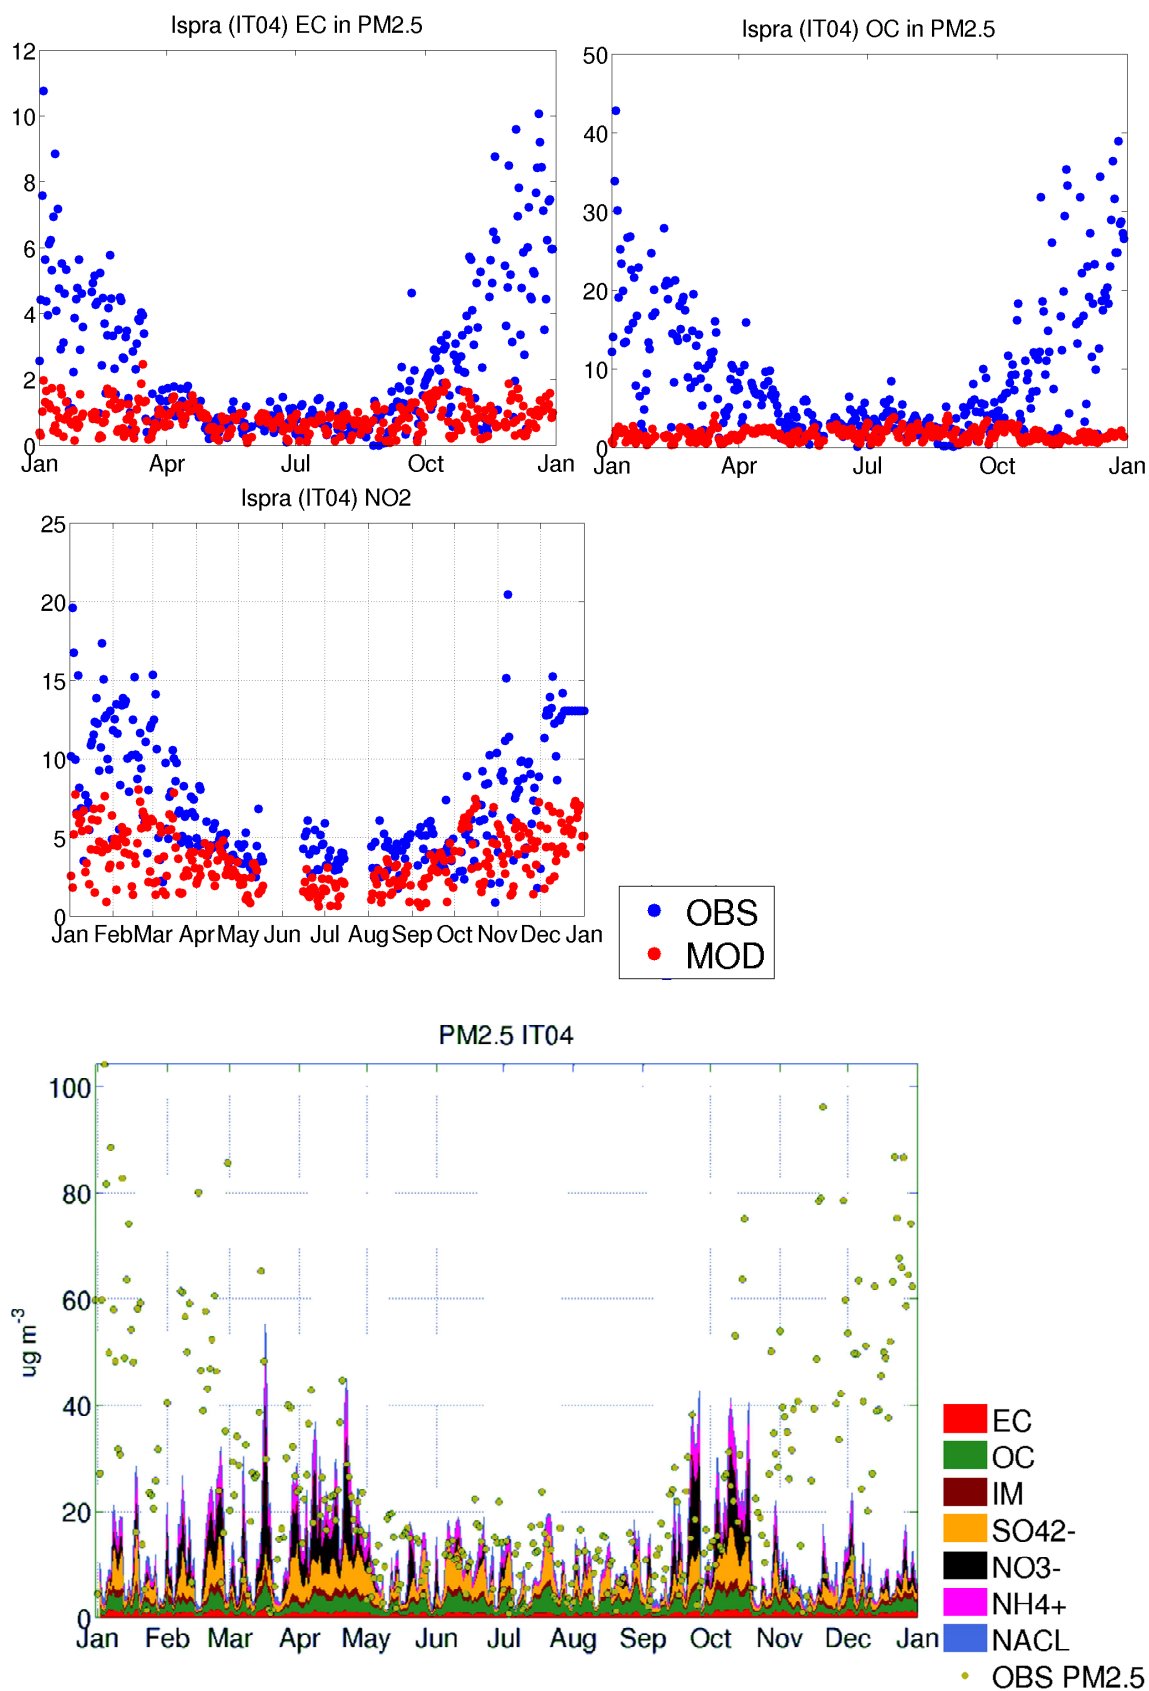 Ispra (IT04) EC in PM2.5
12
10
8
6
4
2
0
Jan Apr Jul Oct Jan
Ispra (IT04) OC in PM2.5
50
40
30
20
10
0
Jan Apr Jul Oct Jan
Ispra (IT04) NO2
25
20
15
10
5
0
Jan Feb Mar Apr May Jun Jul Aug Sep Oct Nov Dec Jan
OBS
MOD
PM2.5 IT04
100
80
60
40
20
0
ug m-3
Jan Feb Mar Apr May Jun Jul Aug Sep Oct Nov Dec Jan
EC
OC
IM
SO42-
NO3-
NH4+
NACL
OBS PM2.5